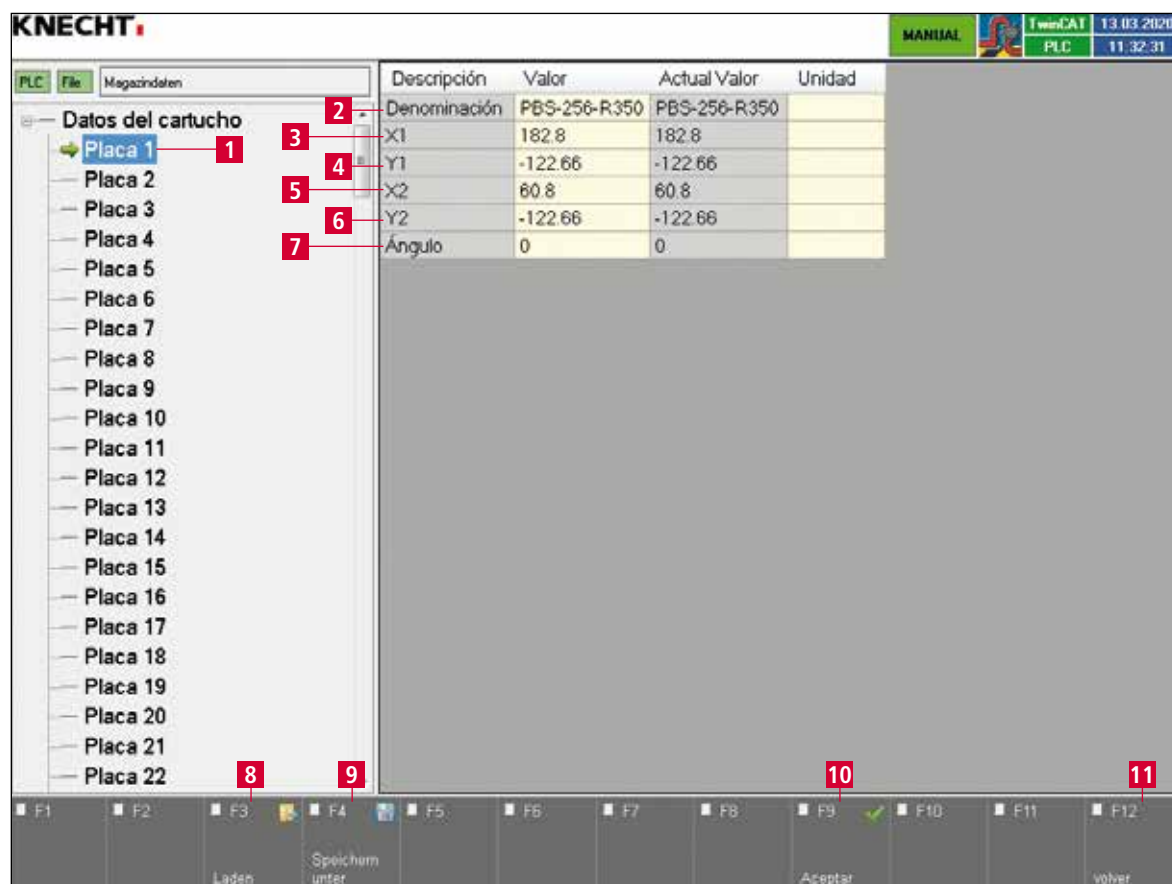 KNECHT
MANUAL
TwinCAT 13.03.2020
PLC 11:32:31
PLC File Magazindaten
Descripción Valor Actual Valor Unidad
2 Denominación PBS-256-R350 PBS-256-R350
3 X1 182.8 182.8
4 Y1 -122.66 -122.66
5 X2 60.8 60.8
6 Y2 -122.66 -122.66
7 Ángulo 0 0
Datos del cartucho
Placa 1 1
Placa 2
Placa 3
Placa 4
Placa 5
Placa 6
Placa 7
Placa 8
Placa 9
Placa 10
Placa 11
Placa 12
Placa 13
Placa 14
Placa 15
Placa 16
Placa 17
Placa 18
Placa 19
Placa 20
Placa 21
Placa 22
8 9 10 11
F1 F2 F3 F4 F5 F6 F7 F8 F9 F10 F11 F12
Speichern
Laden unter Aceptar volver